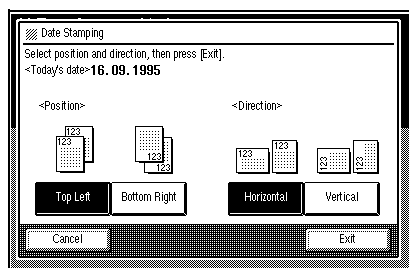 Date Stamping
Select position and direction, then press [Exit].
<Today's date>16. 09. 1995
<Position>
<Direction>
123
123
123
123
123
123
123
123
Top Left
Bottom Right
Horizontal
Vertical
Cancel
Exit